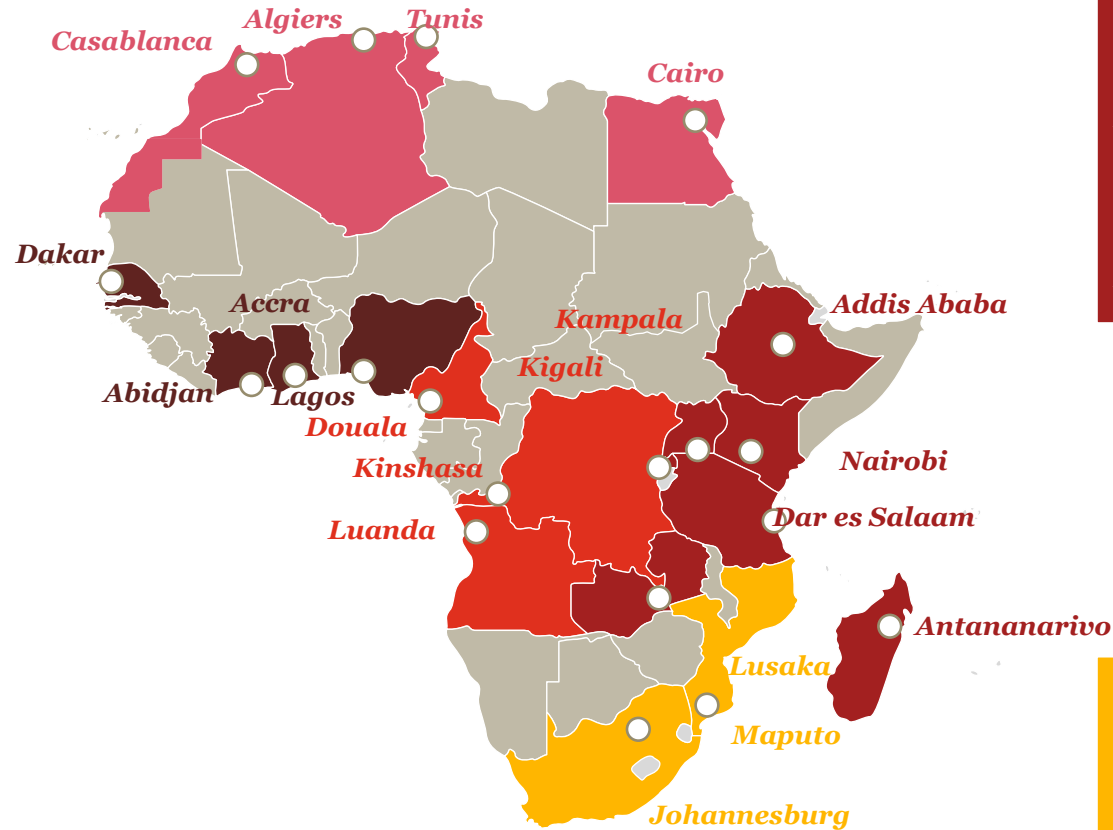 Algiers
Tunis
Casablanca
Cairo
Dakar
Accra
Addis Ababa
Kampala
Kigali
Abidjan
Lagos
Douala
Kinshasa
Nairobi
Luanda
Dar es Salaam
Antananarivo
Lusaka
Maputo
Johannesburg